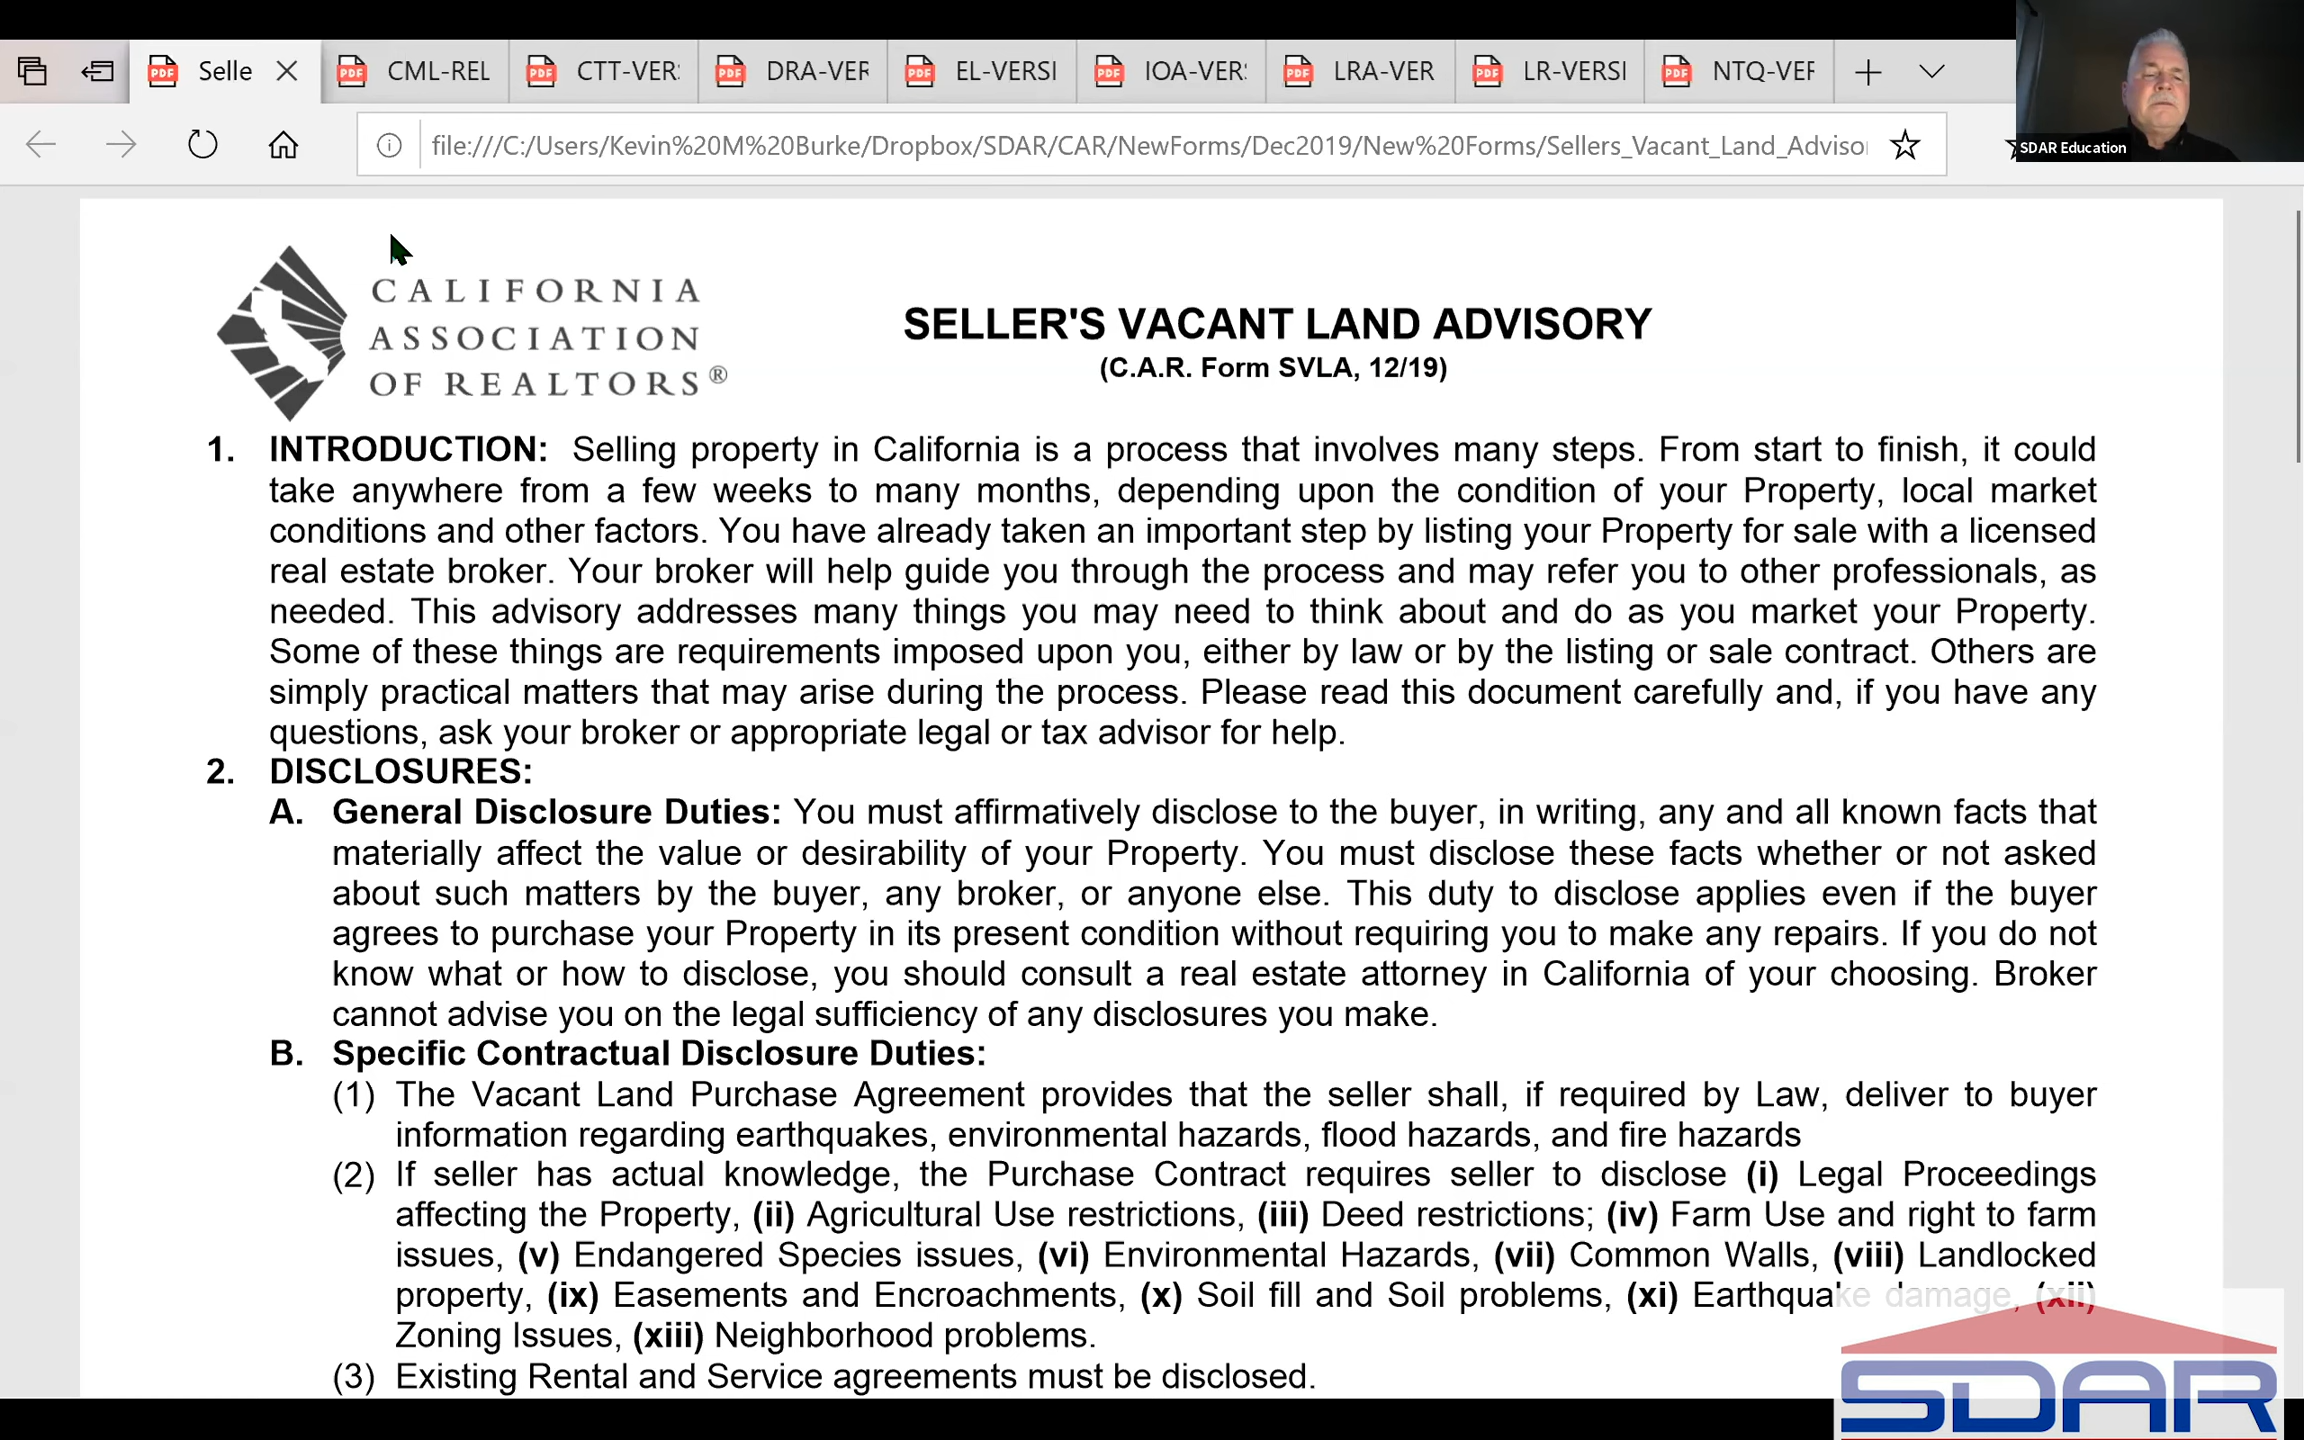 Selle
CML-REL
CTT-VERS
DRA-VER
EL-VERSI
IOA-VERS
LRA-VER
LR-VERSI
NTQ-VER
file:///C:/Users/Kevin%20M%20Burke/Dropbox/SDAR/CAR/NewForms/Dec2019/New%20Forms/Sellers_Vacant_Land_Adviso
SDAR Education
CALIFORNIA
ASSOCIATION
OF REALTORS®
SELLER'S VACANT LAND ADVISORY
(C.A.R. Form SVLA, 12/19)
1. INTRODUCTION: Selling property in California is a process that involves many steps. From start to finish, it could
take anywhere from a few weeks to many months, depending upon the condition of your Property, local market
conditions and other factors. You have already taken an important step by listing your Property for sale with a licensed
real estate broker. Your broker will help guide you through the process and may refer you to other professionals, as
needed. This advisory addresses many things you may need to think about and do as you market your Property.
Some of these things are requirements imposed upon you, either by law or by the listing or sale contract. Others are
simply practical matters that may arise during the process. Please read this document carefully and, if you have any
questions, ask your broker or appropriate legal or tax advisor for help.
2. DISCLOSURES:
A. General Disclosure Duties: You must affirmatively disclose to the buyer, in writing, any and all known facts that
materially affect the value or desirability of your Property. You must disclose these facts whether or not asked
about such matters by the buyer, any broker, or anyone else. This duty to disclose applies even if the buyer
agrees to purchase your Property in its present condition without requiring you to make any repairs. If you do not
know what or how to disclose, you should consult a real estate attorney in California of your choosing. Broker
cannot advise you on the legal sufficiency of any disclosures you make.
B. Specific Contractual Disclosure Duties:
(1) The Vacant Land Purchase Agreement provides that the seller shall, if required by Law, deliver to buyer
information regarding earthquakes, environmental hazards, flood hazards, and fire hazards
(2) If seller has actual knowledge, the Purchase Contract requires seller to disclose (i) Legal Proceedings
affecting the Property, (ii) Agricultural Use restrictions, (iii) Deed restrictions; (iv) Farm Use and right to farm
issues, (v) Endangered Species issues, (vi) Environmental Hazards, (vii) Common Walls, (viii) Landlocked
property, (ix) Easements and Encroachments, (x) Soil fill and Soil problems, (xi) Earthquake damage, (xii)
Zoning Issues, (xiii) Neighborhood problems.
(3) Existing Rental and Service agreements must be disclosed.
SDAR